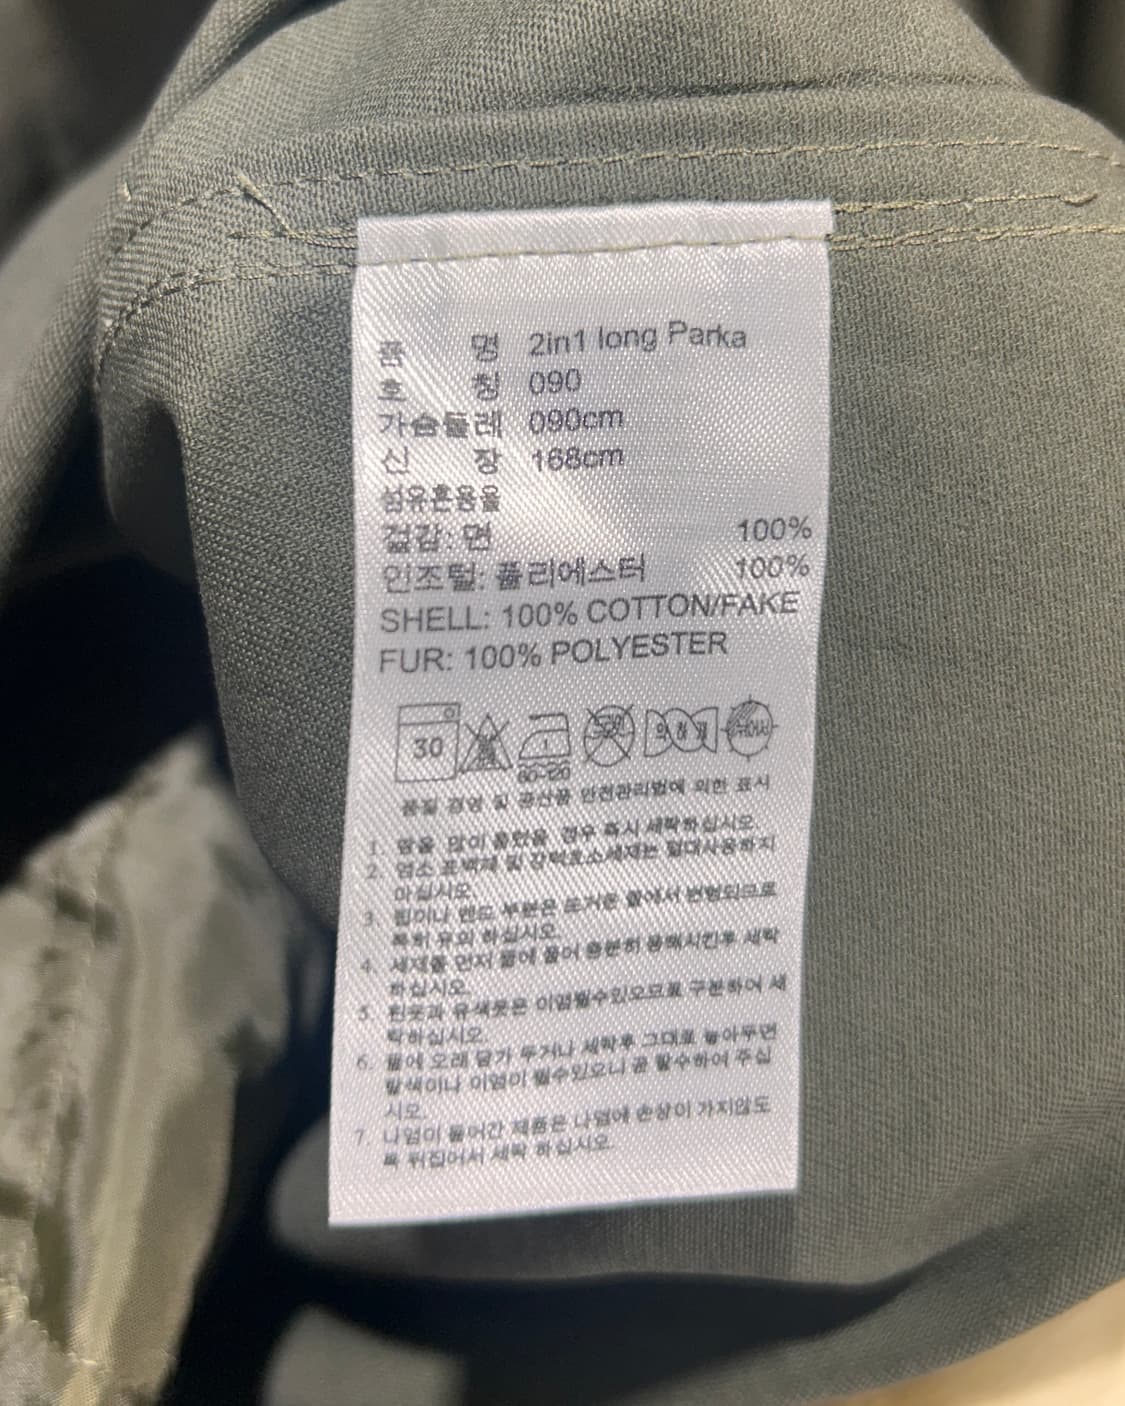 품 명 2in1 long Parka
호 칭 090
가슴둘레 090cm
신 장 168cm
섬유혼용율
겉감: 면 100%
인조털: 폴리에스터 100%
SHELL: 100% COTTON/FAKE
FUR: 100% POLYESTER
30
60~120
품질 경영 및 공산품 안전관리법에 의한 표시
1. 땀을 많이 흘렸을 경우 즉시 세탁하십시오.
2. 염소 표백제 및 강력효소세제는 절대사용하지
마십시오.
3. 힙이나 밴드 부분은 뜨거운 물에서 변형되므로
특히 유의 하십시오.
4. 세제를 먼저 물에 풀어 충분히 용해시킨후 세탁
하십시오.
5. 흰옷과 유색옷은 이염될수있으므로 구분하여 세
탁하십시오.
6. 물에 오래 담가 두거나 세탁후 그대로 놓아두면
탈색이나 이염이 될수있으니 곧 탈수하여 주십
시오.
7. 나염이 들어간 제품은 나염에 손상이 가지않도
록 뒤집어서 세탁 하십시오.